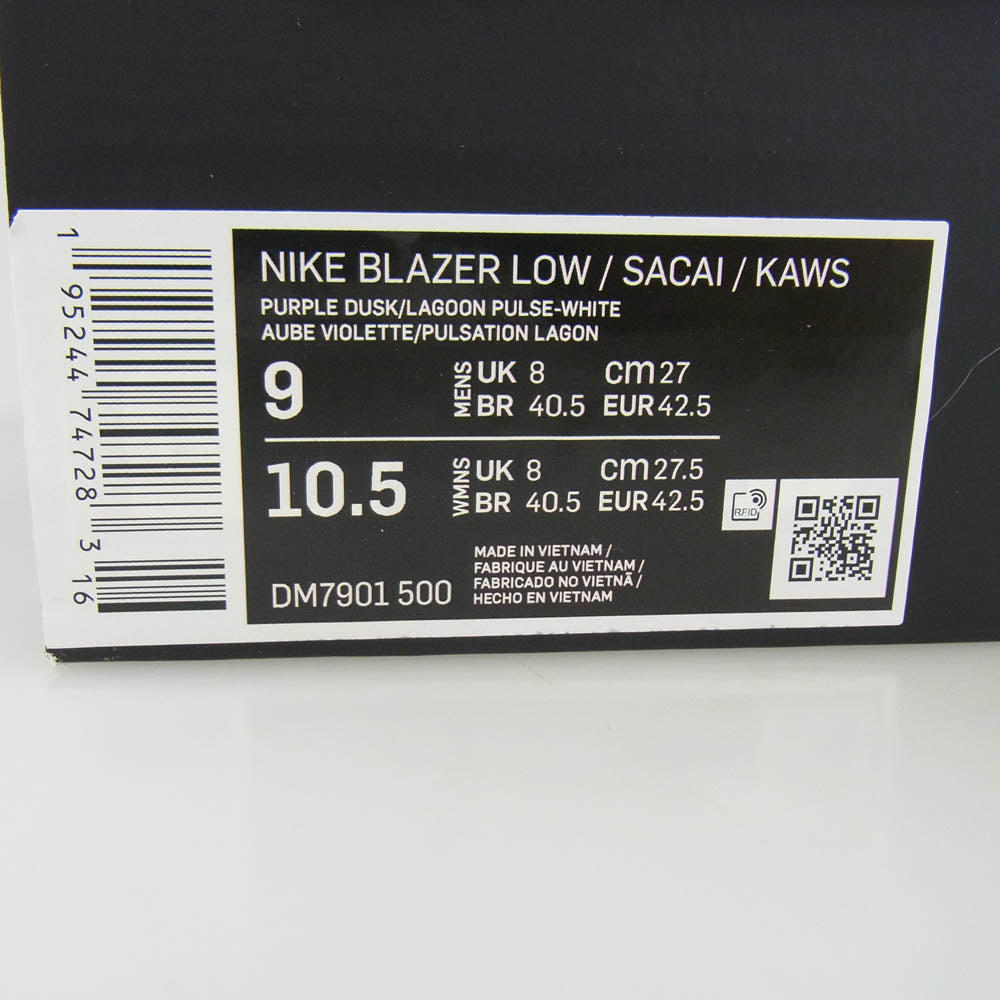 NIKE BLAZER LOW / SACAI / KAWS
PURPLE DUSK/LAGOON PULSE-WHITE
AUBE VIOLETTE/PULSATION LAGON
9 MENS UK 8 cm 27
BR 40.5 EUR 42.5
10.5 WMNS UK 8 cm 27.5
BR 40.5 EUR 42.5
RFID
MADE IN VIETNAM /
FABRIQUE AU VIETNAM /
FABRICADO NO VIETNÃ /
HECHO EN VIETNAM
DM7901 500
1 95244 74728 3 16